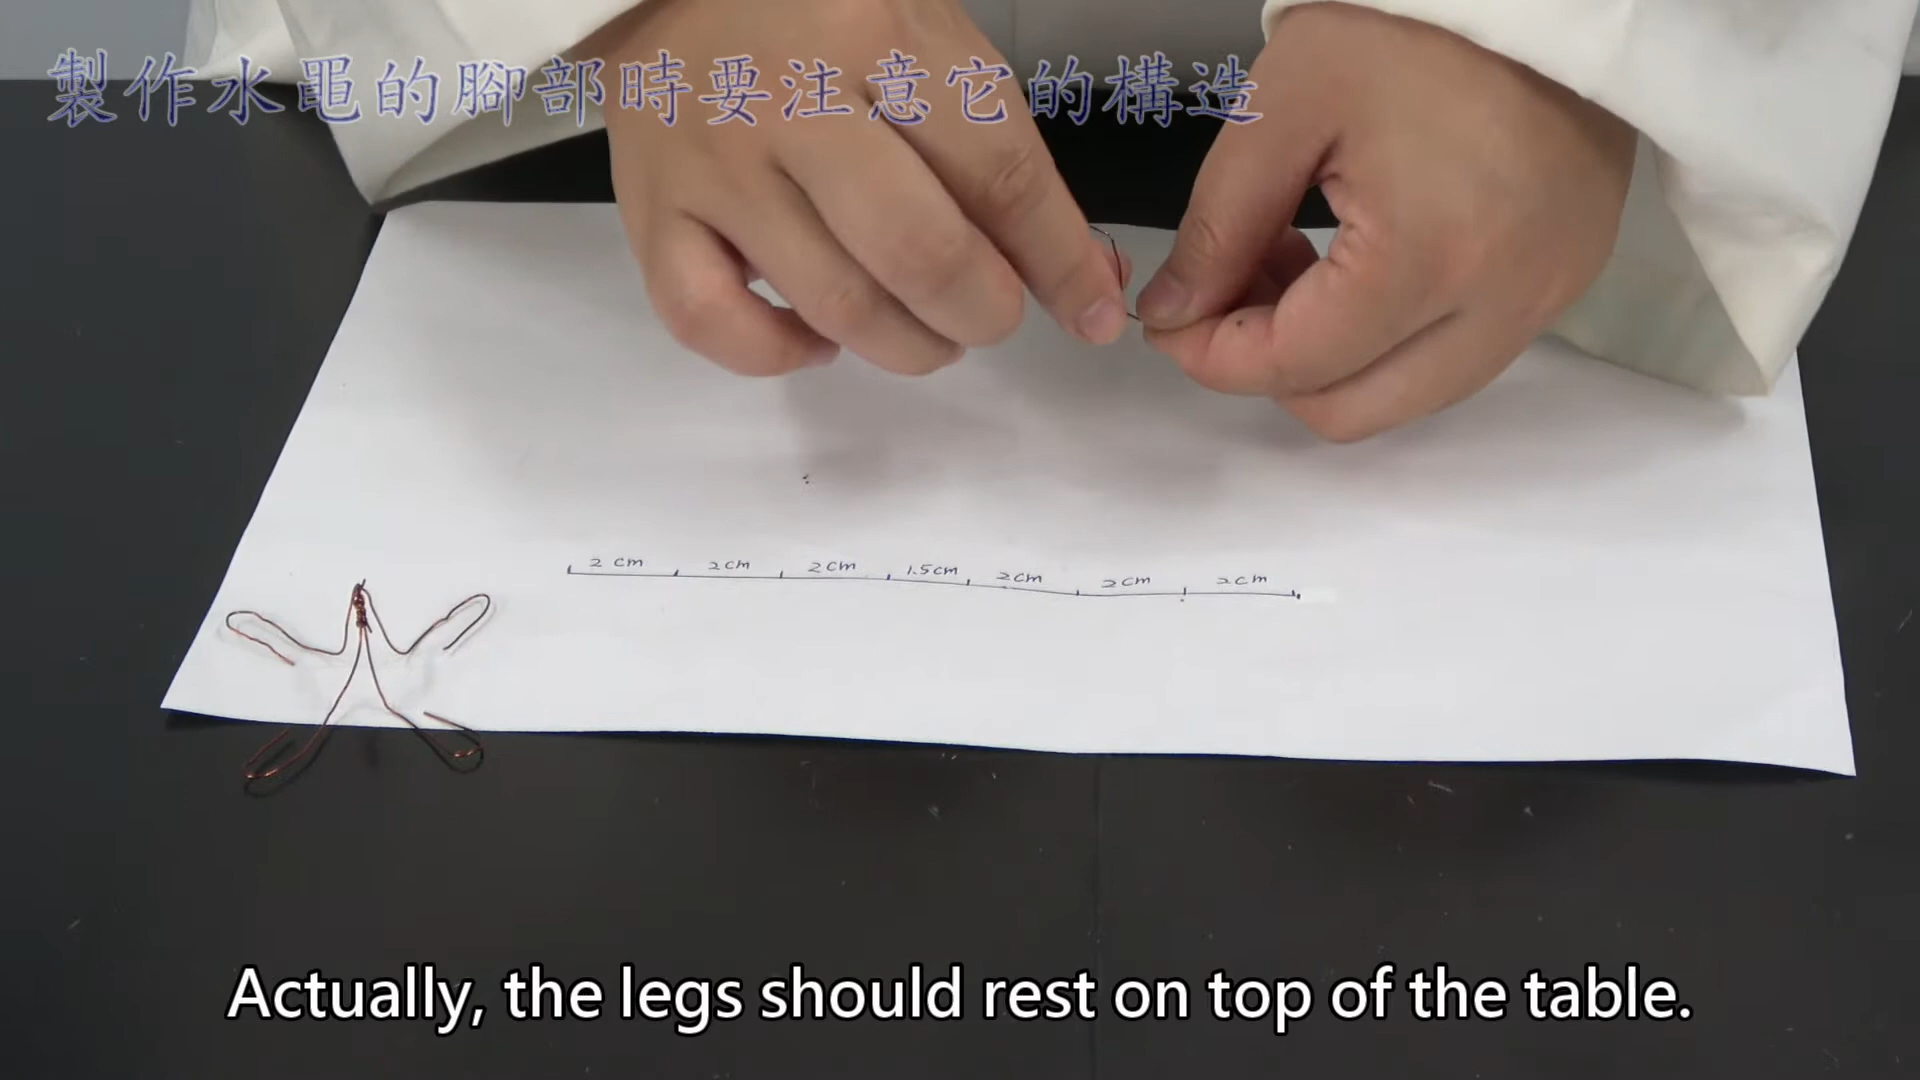 製作水黽的腳部時要注意它的構造
2 cm 2cm 2cm 1.5cm 2cm 2cm 2cm
Actually, the legs should rest on top of the table.